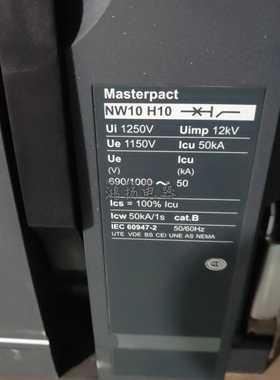 Masterpact
NW10 H10
Ui 1250V Uimp 12kV
Ue 1150V Icu 50kA
Ue Icu
(V) (kA)
690/1000 ~ 50
Ics = 100% Icu
Icw 50kA/1s cat.B
IEC 60947-2 50/60Hz
UTE VDE BS CEI UNE AS NEMA